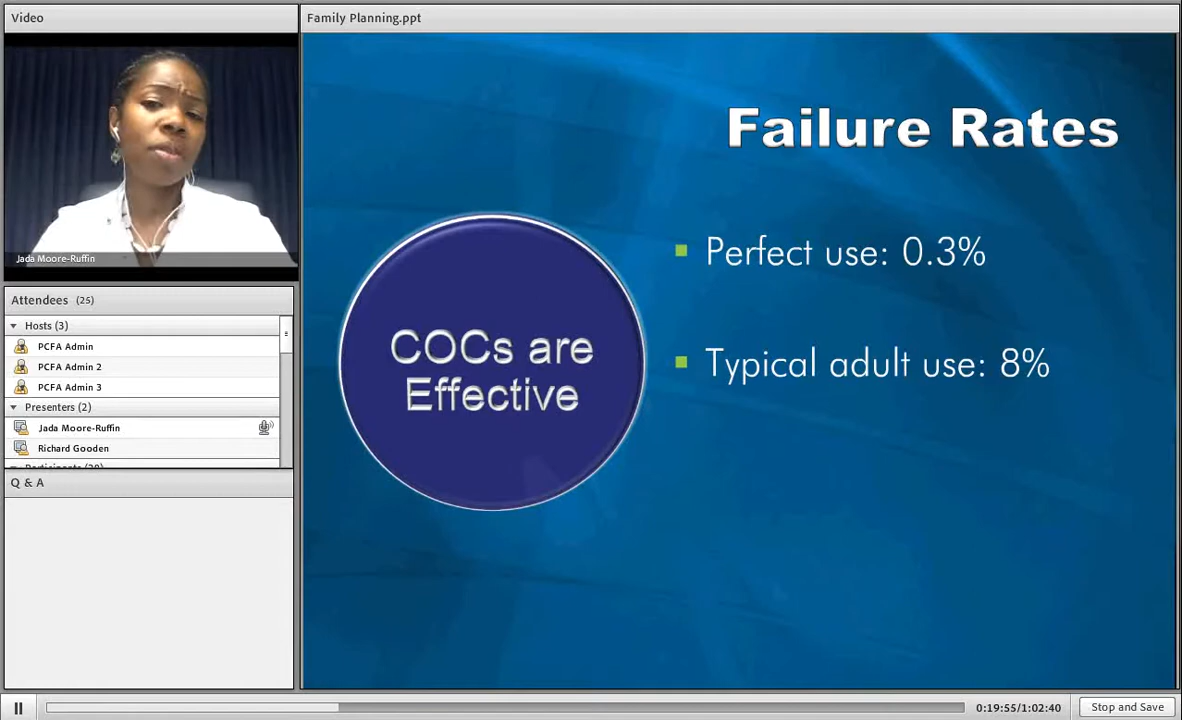 Video
Jada Moore-Ruffin
Attendees (25)
Hosts (3)
PCFA Admin
PCFA Admin 2
PCFA Admin 3
Presenters (2)
Jada Moore-Ruffin
Richard Gooden
Q & A
Family Planning.ppt
Failure Rates
COCs are
Effective
Perfect use: 0.3%
Typical adult use: 8%
0:19:55/1:02:40
Stop and Save